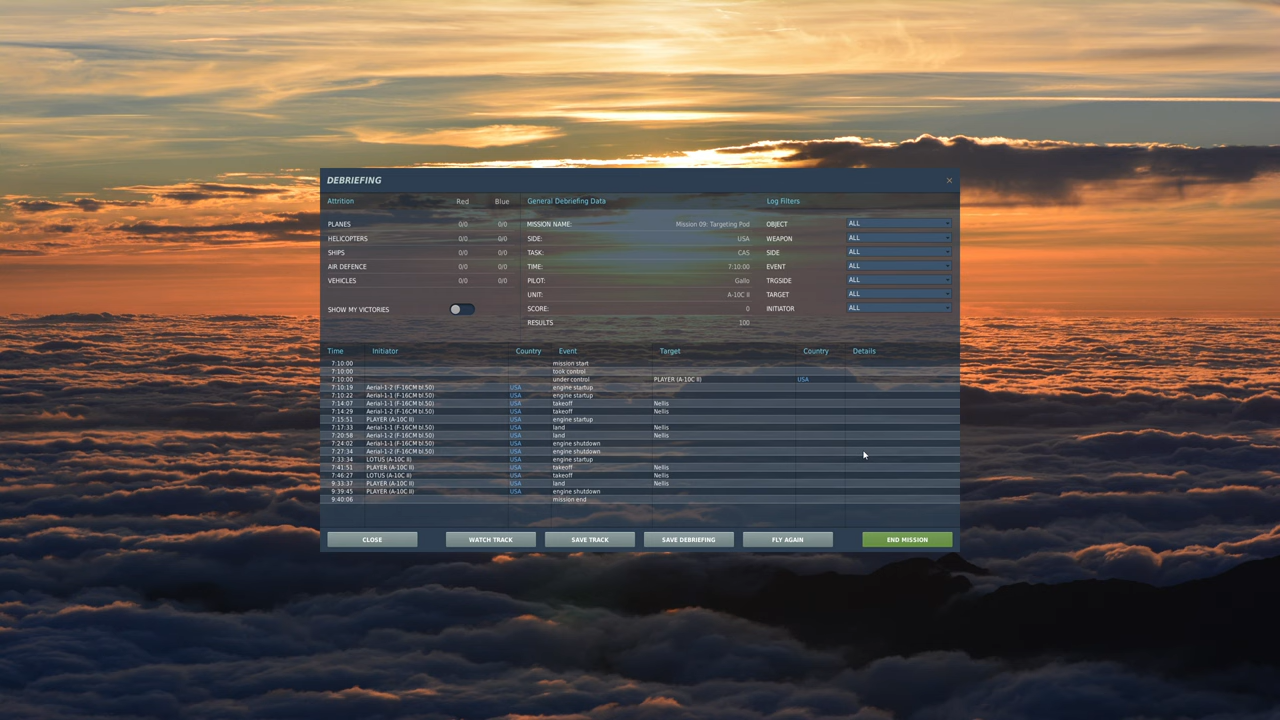 DEBRIEFING
Attrition Red Blue General Debriefing Data Log Filters
PLANES 0/0 0/0 MISSION NAME: Mission 09: Targeting Pod OBJECT ALL
HELICOPTERS 0/0 0/0 SIDE: USA WEAPON ALL
SHIPS 0/0 0/0 TASK: CAS SIDE ALL
AIR DEFENCE 0/0 0/0 TIME: 7:10:00 EVENT ALL
VEHICLES 0/0 0/0 PILOT: Gallo TRGSIDE ALL
UNIT: A-10C II TARGET ALL
SHOW MY VICTORIES SCORE: 0 INITIATOR ALL
RESULTS 100
Time Initiator Country Event Target Country Details
7:10:00 mission start
7:10:00 took control
7:10:00 under control PLAYER (A-10C II) USA
7:10:19 Aerial-1-2 (F-16CM bl.50) USA engine startup
7:10:22 Aerial-1-1 (F-16CM bl.50) USA engine startup
7:14:07 Aerial-1-1 (F-16CM bl.50) USA takeoff Nellis
7:14:29 Aerial-1-2 (F-16CM bl.50) USA takeoff Nellis
7:15:51 PLAYER (A-10C II) USA engine startup
7:17:33 Aerial-1-1 (F-16CM bl.50) USA land Nellis
7:20:58 Aerial-1-2 (F-16CM bl.50) USA land Nellis
7:24:02 Aerial-1-1 (F-16CM bl.50) USA engine shutdown
7:27:34 Aerial-1-2 (F-16CM bl.50) USA engine shutdown
7:33:34 LOTUS (A-10C II) USA engine startup
7:41:51 PLAYER (A-10C II) USA takeoff Nellis
7:46:27 LOTUS (A-10C II) USA takeoff Nellis
9:33:37 PLAYER (A-10C II) USA land Nellis
9:39:45 PLAYER (A-10C II) USA engine shutdown
9:40:06 mission end
CLOSE WATCH TRACK SAVE TRACK SAVE DEBRIEFING FLY AGAIN END MISSION